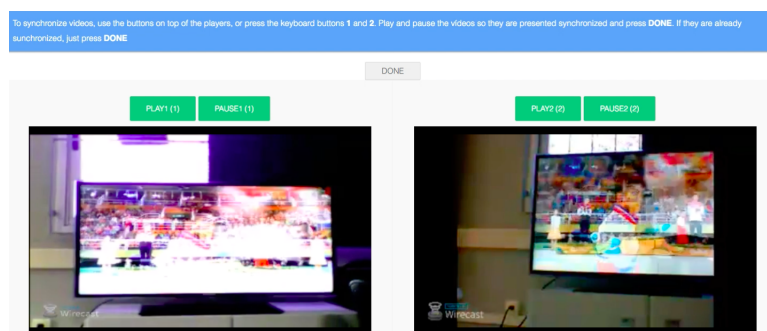 To synchronize videos, use the buttons on top of the players, or press the keyboard buttons 1 and 2. Play and pause the videos so they are presented synchronized and press DONE. If they are already
sunchronized, just press DONE
DONE
PLAY1 (1) PAUSE1 (1) PLAY2 (2) PAUSE2 (2)
Wirecast Wirecast